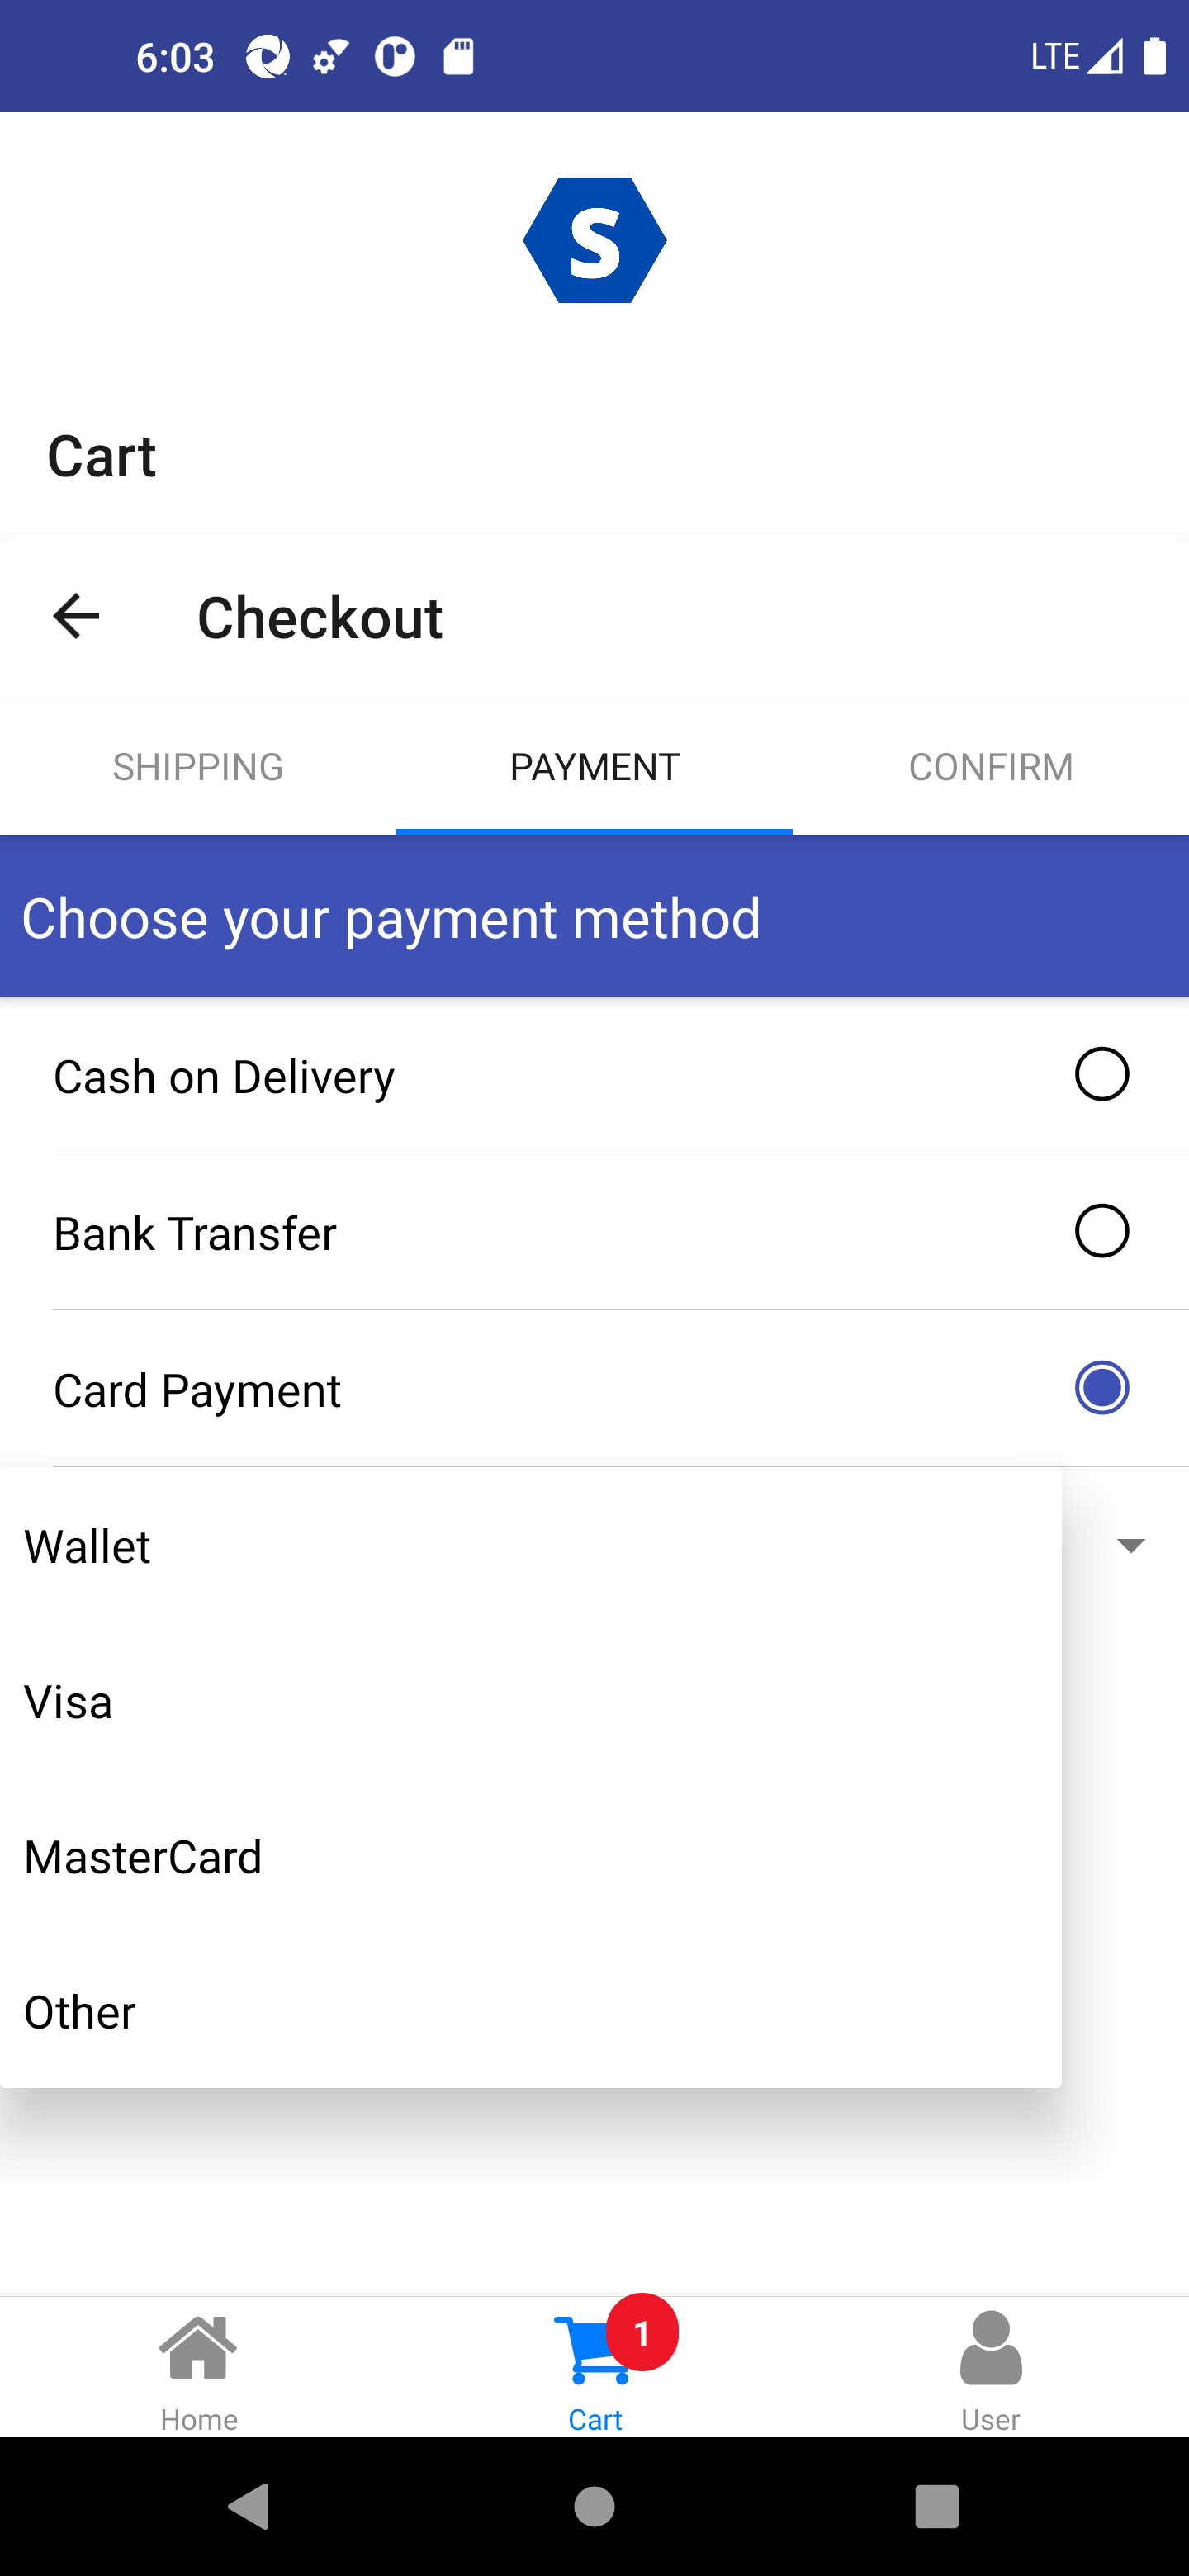 6:03
LTE
S
Cart
Checkout
SHIPPING
PAYMENT
CONFIRM
Choose your payment method
Cash on Delivery
Bank Transfer
Card Payment
Wallet
Visa
MasterCard
Other
1
Home
Cart
User